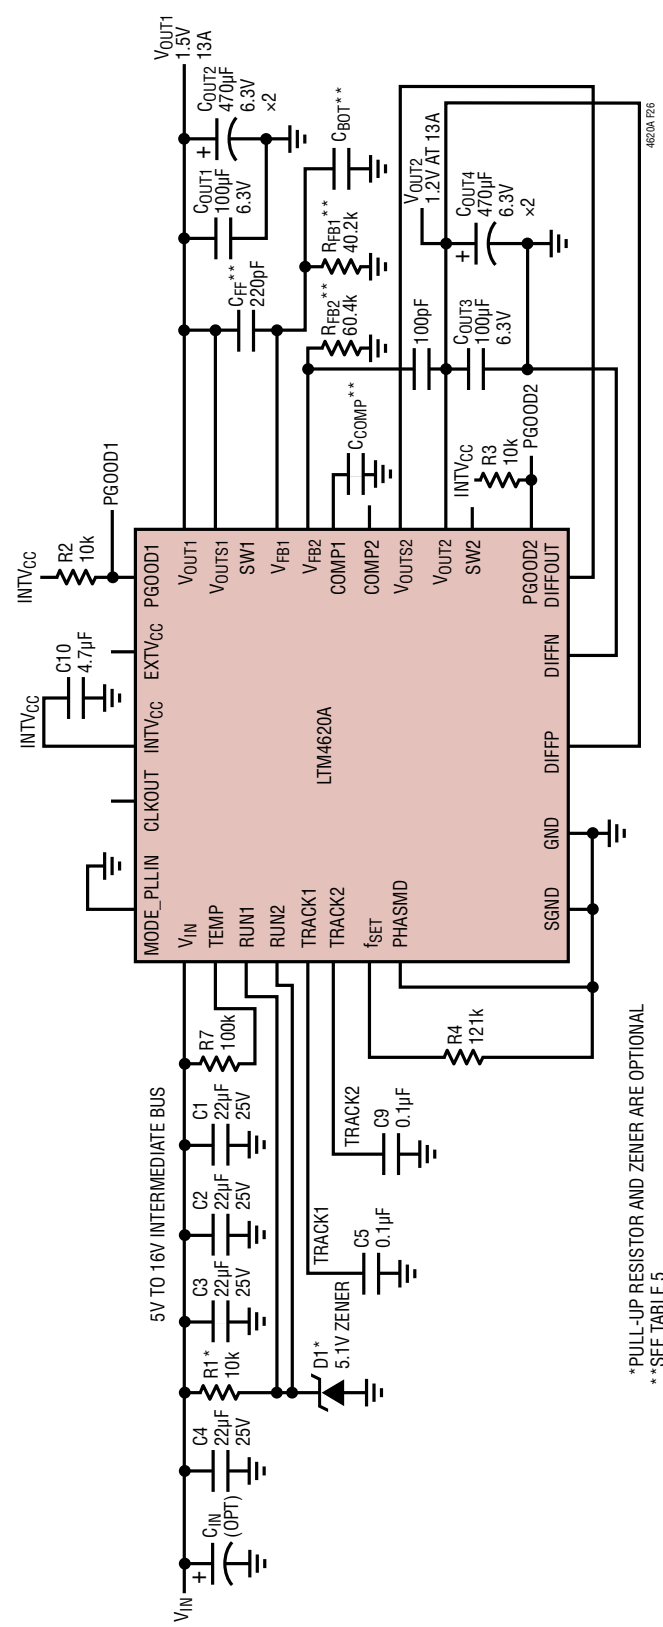 VOUT1
1.5V
13A
COUT2
470µF
6.3V
×2
COUT1
100µF
6.3V
CBOT**
CFF**
220pF
RFB1**
40.2k
RFB2**
60.4k
VOUT2
1.2V AT 13A
COUT4
470µF
6.3V
×2
4620A F26
100pF
COUT3
100µF
6.3V
CCOMP**
INTVCC
R3
10k
PGOOD2
INTVCC
R2
10k
PGOOD1
INTVCC
C10
4.7µF
PGOOD1
EXTVCC
INTVCC
CLKOUT
MODE_PLLIN
VOUT1
VOUTS1
SW1
VFB1
VFB2
COMP1
COMP2
VOUTS2
VOUT2
SW2
PGOOD2
DIFFOUT
DIFFN
DIFFP
GND
SGND
LTM4620A
VIN
TEMP
RUN1
RUN2
TRACK1
TRACK2
fSET
PHASMD
5V TO 16V INTERMEDIATE BUS
R7
100k
C1
22µF
25V
C2
22µF
25V
C3
22µF
25V
R1*
10k
C4
22µF
25V
CIN
(OPT)
VIN
D1*
5.1V ZENER
TRACK1
C5
0.1µF
TRACK2
C9
0.1µF
R4
121k
*PULL-UP RESISTOR AND ZENER ARE OPTIONAL
**SEE TABLE 5